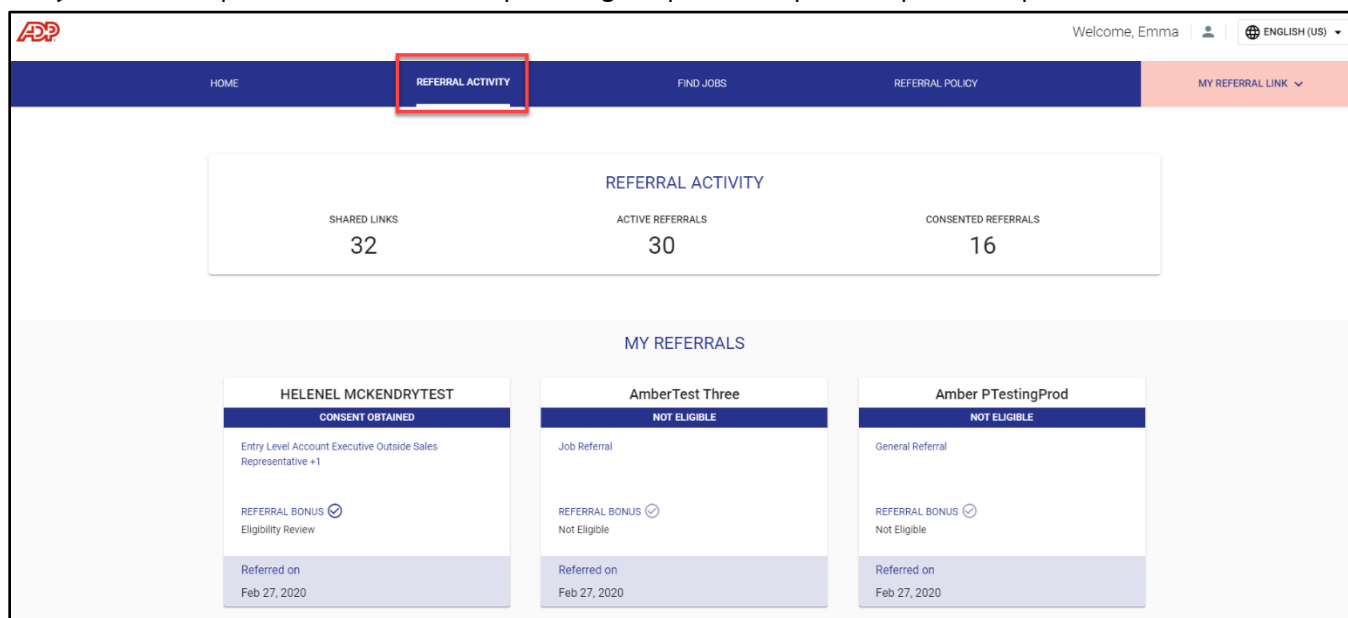 ADP
Welcome, Emma
ENGLISH (US)
HOME
REFERRAL ACTIVITY
FIND JOBS
REFERRAL POLICY
MY REFERRAL LINK
REFERRAL ACTIVITY
SHARED LINKS
32
ACTIVE REFERRALS
30
CONSENTED REFERRALS
16
MY REFERRALS
HELENEL MCKENDRYTEST
CONSENT OBTAINED
Entry Level Account Executive Outside Sales
Representative +1
REFERRAL BONUS
Eligibility Review
Referred on
Feb 27, 2020
AmberTest Three
NOT ELIGIBLE
Job Referral
REFERRAL BONUS
Not Eligible
Referred on
Feb 27, 2020
Amber PTestingProd
NOT ELIGIBLE
General Referral
REFERRAL BONUS
Not Eligible
Referred on
Feb 27, 2020